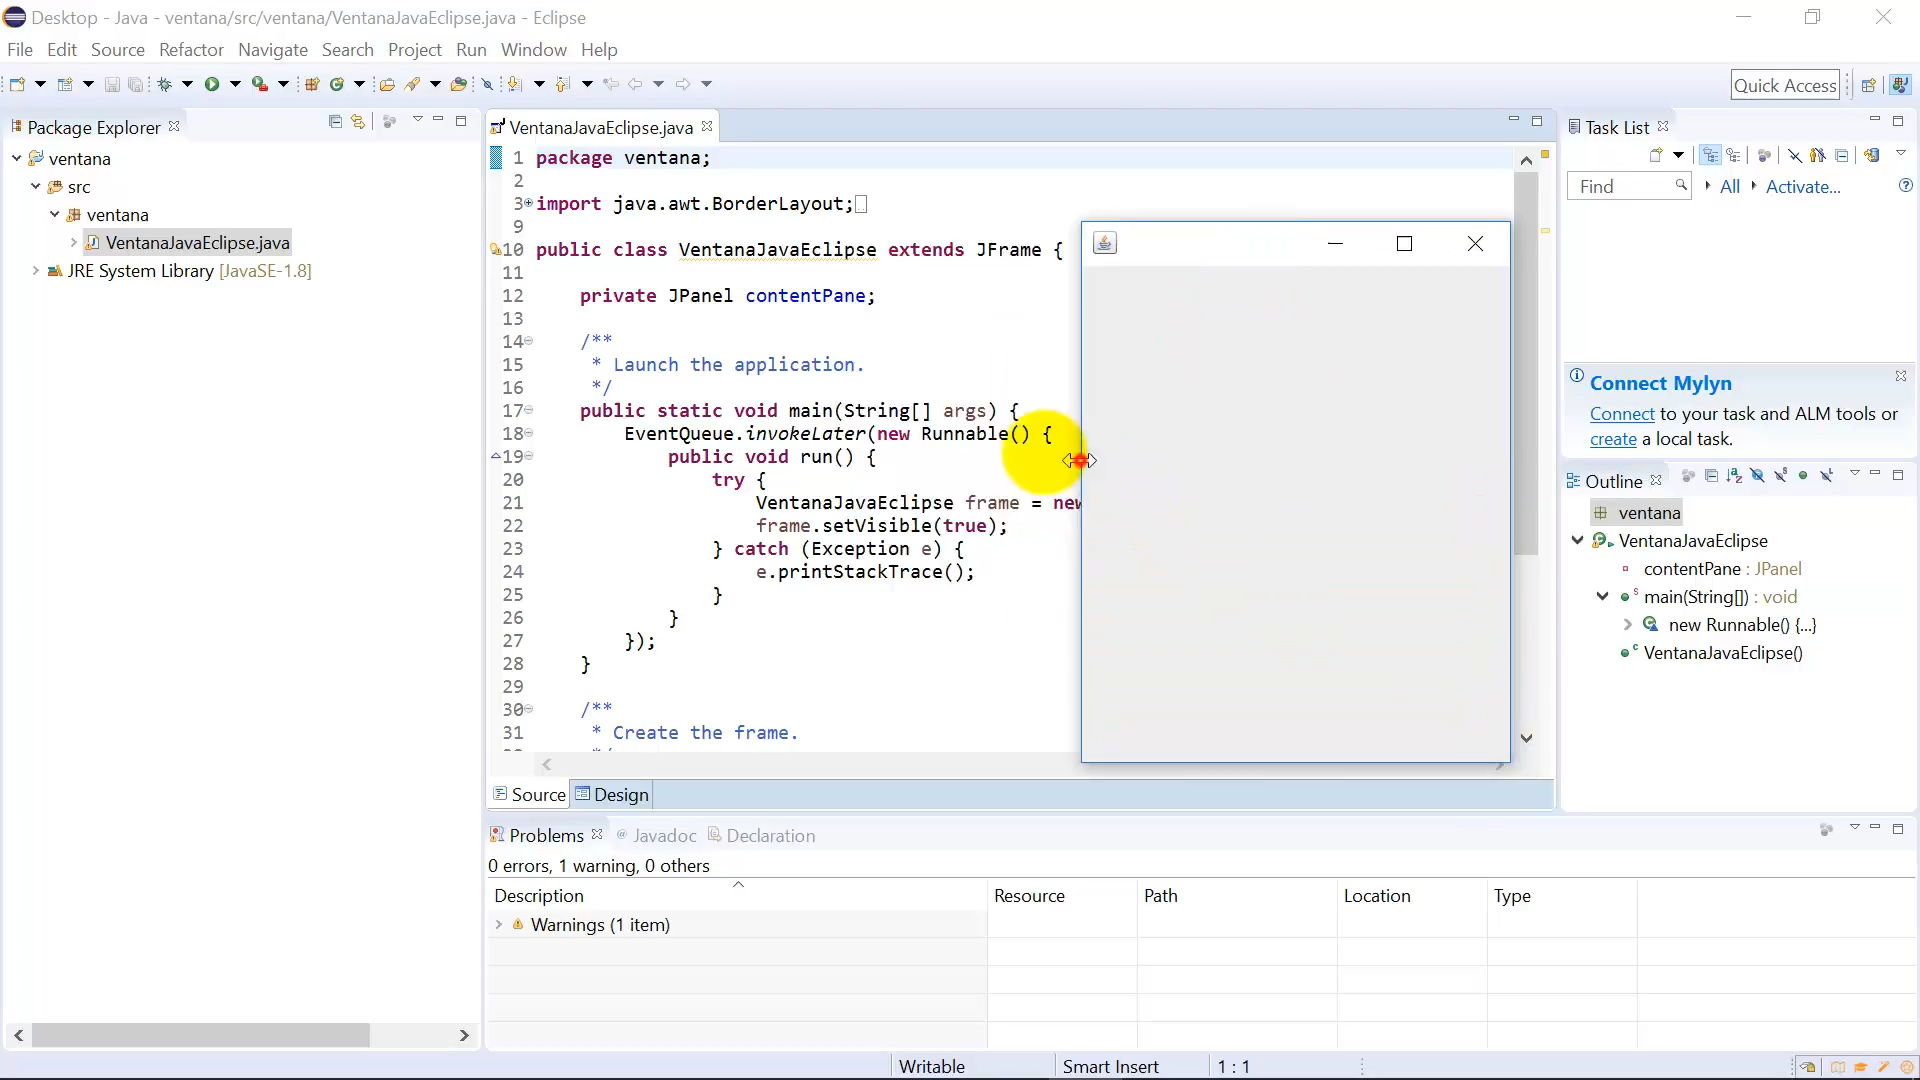 Desktop - Java - ventana/src/ventana/VentanaJavaEclipse.java - Eclipse
File Edit Source Refactor Navigate Search Project Run Window Help
Quick Access
Package Explorer
ventana
src
ventana
VentanaJavaEclipse.java
JRE System Library [JavaSE-1.8]
VentanaJavaEclipse.java
1 package ventana;
2
3 import java.awt.BorderLayout;
9
10 public class VentanaJavaEclipse extends JFrame {
11
12 private JPanel contentPane;
13
14 /**
15 * Launch the application.
16 */
17 public static void main(String[] args) {
18 EventQueue.invokeLater(new Runnable() {
19 public void run() {
20 try {
21 VentanaJavaEclipse frame = new
22 frame.setVisible(true);
23 } catch (Exception e) {
24 e.printStackTrace();
25 }
26 }
27 });
28 }
29
30 /**
31 * Create the frame.
Source Design
Task List
Find All Activate...
Connect Mylyn
Connect to your task and ALM tools or
create a local task.
Outline
ventana
VentanaJavaEclipse
contentPane : JPanel
main(String[]) : void
new Runnable() {...}
VentanaJavaEclipse()
Problems @ Javadoc Declaration
0 errors, 1 warning, 0 others
Description Resource Path Location Type
Warnings (1 item)
Writable Smart Insert 1 : 1